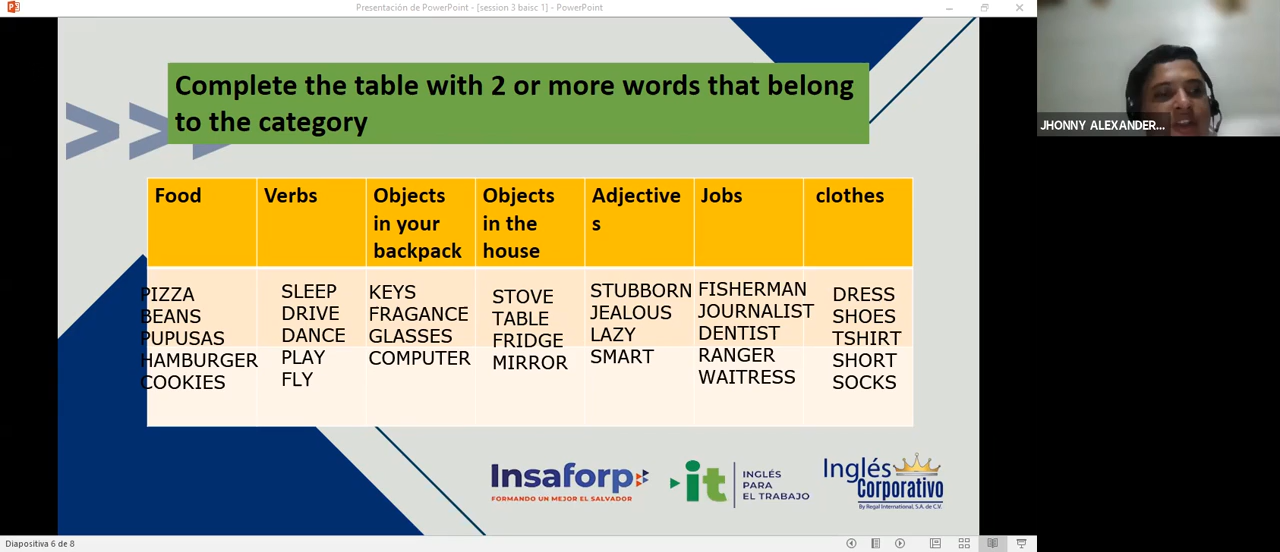 Presentación de PowerPoint - [session 3 baisc 1] - PowerPoint
Complete the table with 2 or more words that belong
to the category
Food
Verbs
Objects
in your
backpack
Objects
in the
house
Adjective
s
Jobs
clothes
PIZZA
BEANS
PUPUSAS
HAMBURGER
COOKIES
SLEEP
DRIVE
DANCE
PLAY
FLY
KEYS
FRAGANCE
GLASSES
COMPUTER
STOVE
TABLE
FRIDGE
MIRROR
STUBBORN
JEALOUS
LAZY
SMART
FISHERMAN
JOURNALIST
DENTIST
RANGER
WAITRESS
DRESS
SHOES
TSHIRT
SHORT
SOCKS
Insaforp
FORMANDO UN MEJOR EL SALVADOR
it
INGLÉS
PARA
EL TRABAJO
Inglés
Corporativo
By Regal International, S.A. de C.V.
Diapositiva 6 de 8
JHONNY ALEXANDER...